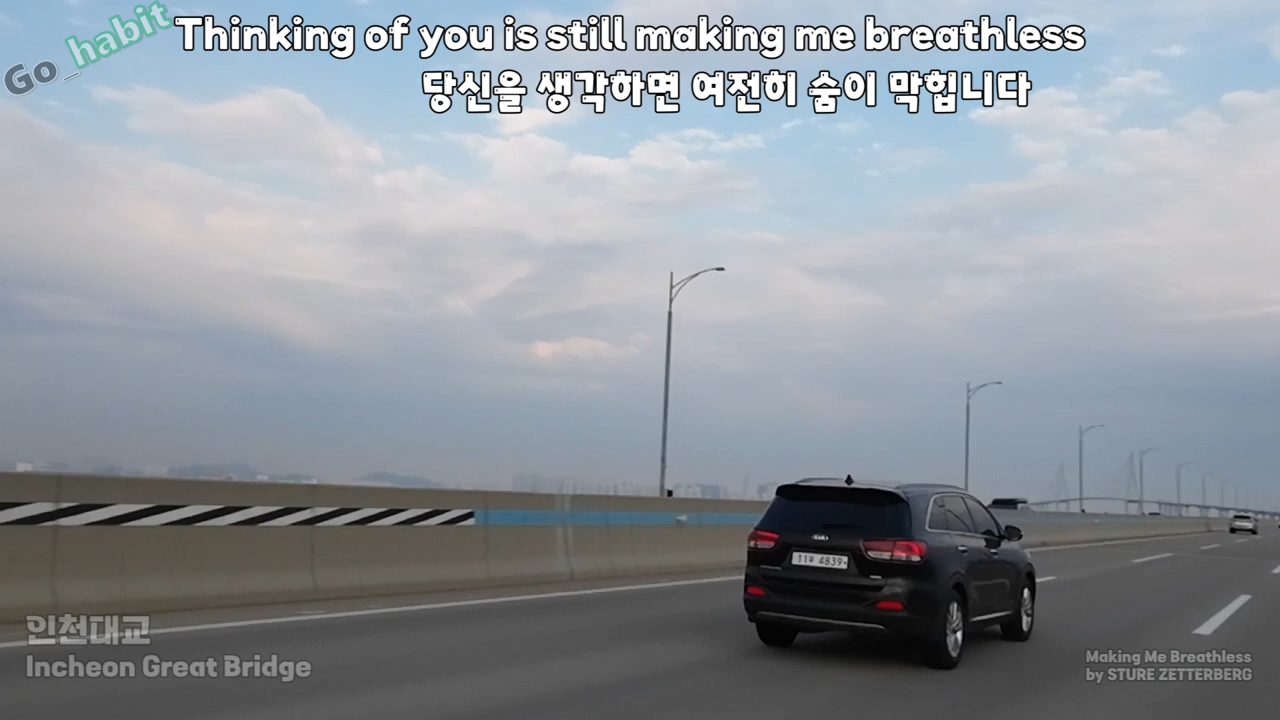 Go_habit
Thinking of you is still making me breathless
당신을 생각하면 여전히 숨이 막힙니다
KIA
11부 4839
인천대교
Incheon Great Bridge
Making Me Breathless
by STURE ZETTERBERG